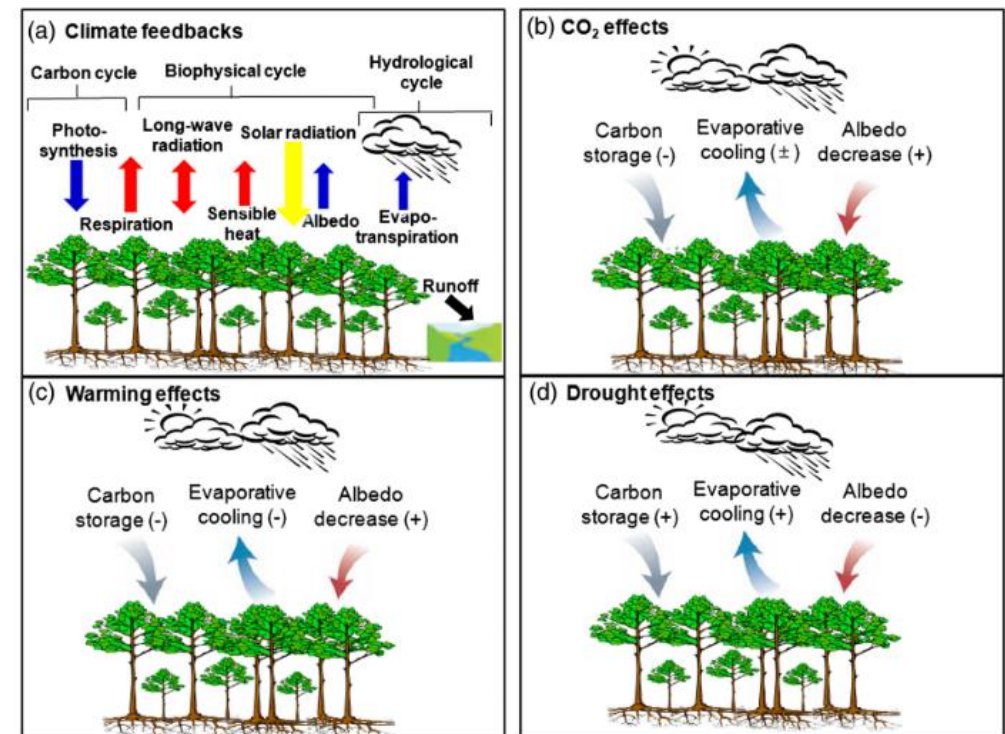 (a) Climate feedbacks
Carbon cycle
Biophysical cycle
Hydrological
cycle
Photo-
synthesis
Long-wave
radiation
Solar radiation
Respiration
Sensible
heat
Albedo
Evapo-
transpiration
Runoff
(b) CO₂ effects
Carbon
storage (-)
Evaporative
cooling (±)
Albedo
decrease (+)
(c) Warming effects
Carbon
storage (-)
Evaporative
cooling (-)
Albedo
decrease (+)
(d) Drought effects
Carbon
storage (+)
Evaporative
cooling (+)
Albedo
decrease (-)